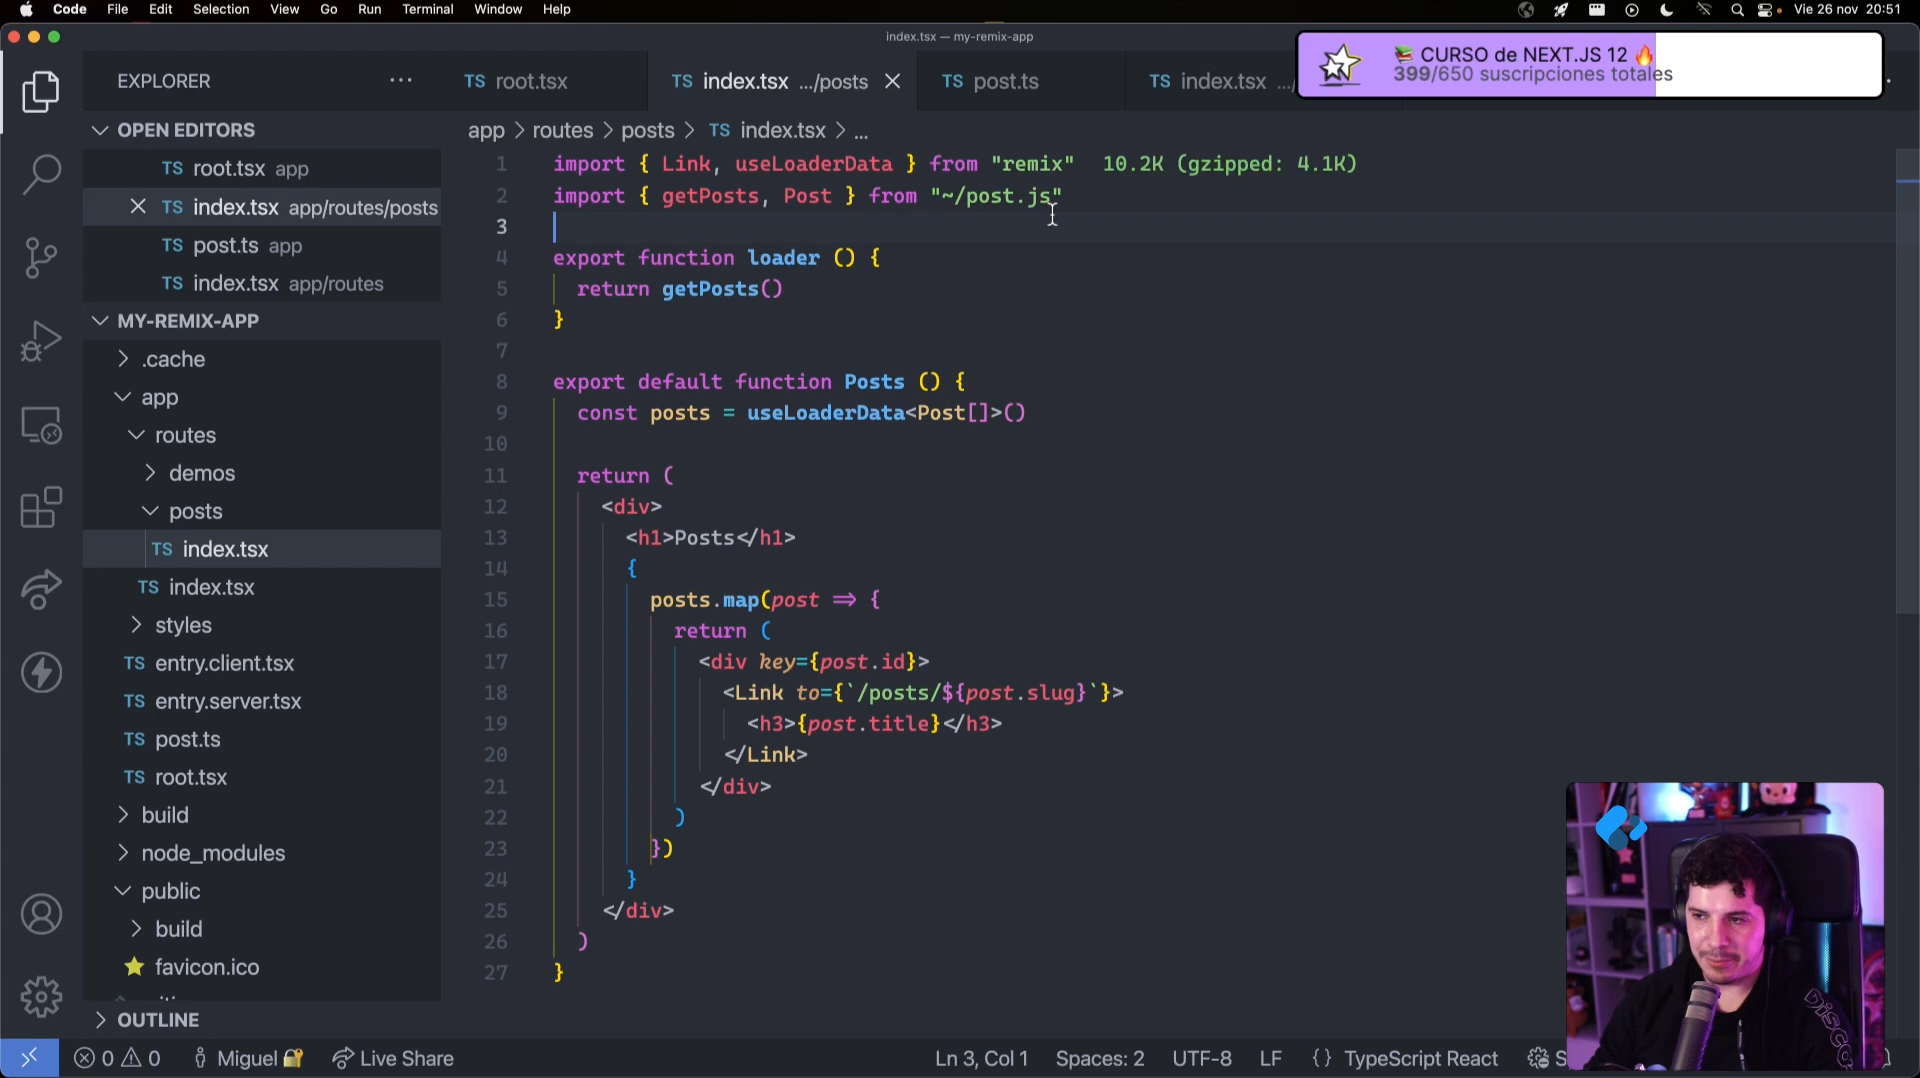 Code File Edit Selection View Go Run Terminal Window Help
Vie 26 nov 20:51
index.tsx — my-remix-app
CURSO de NEXT.JS 12
399/650 suscripciones totales
EXPLORER
TS root.tsx
TS index.tsx .../posts
TS post.ts
TS index.tsx ...
OPEN EDITORS
TS root.tsx app
TS index.tsx app/routes/posts
TS post.ts app
TS index.tsx app/routes
MY-REMIX-APP
.cache
app
routes
demos
posts
TS index.tsx
TS index.tsx
styles
TS entry.client.tsx
TS entry.server.tsx
TS post.ts
TS root.tsx
build
node_modules
public
build
favicon.ico
OUTLINE
app > routes > posts > TS index.tsx > ...
1 import { Link, useLoaderData } from "remix" 10.2K (gzipped: 4.1K)
2 import { getPosts, Post } from "~/post.js"
3
4 export function loader () {
5 return getPosts()
6 }
7
8 export default function Posts () {
9 const posts = useLoaderData<Post[]>()
10
11 return (
12 <div>
13 <h1>Posts</h1>
14 {
15 posts.map(post => {
16 return (
17 <div key={post.id}>
18 <Link to={`/posts/${post.slug}`}>
19 <h3>{post.title}</h3>
20 </Link>
21 </div>
22 )
23 })
24 }
25 </div>
26 )
27 }
DISCO
0 0 Miguel Live Share
Ln 3, Col 1 Spaces: 2 UTF-8 LF {} TypeScript React